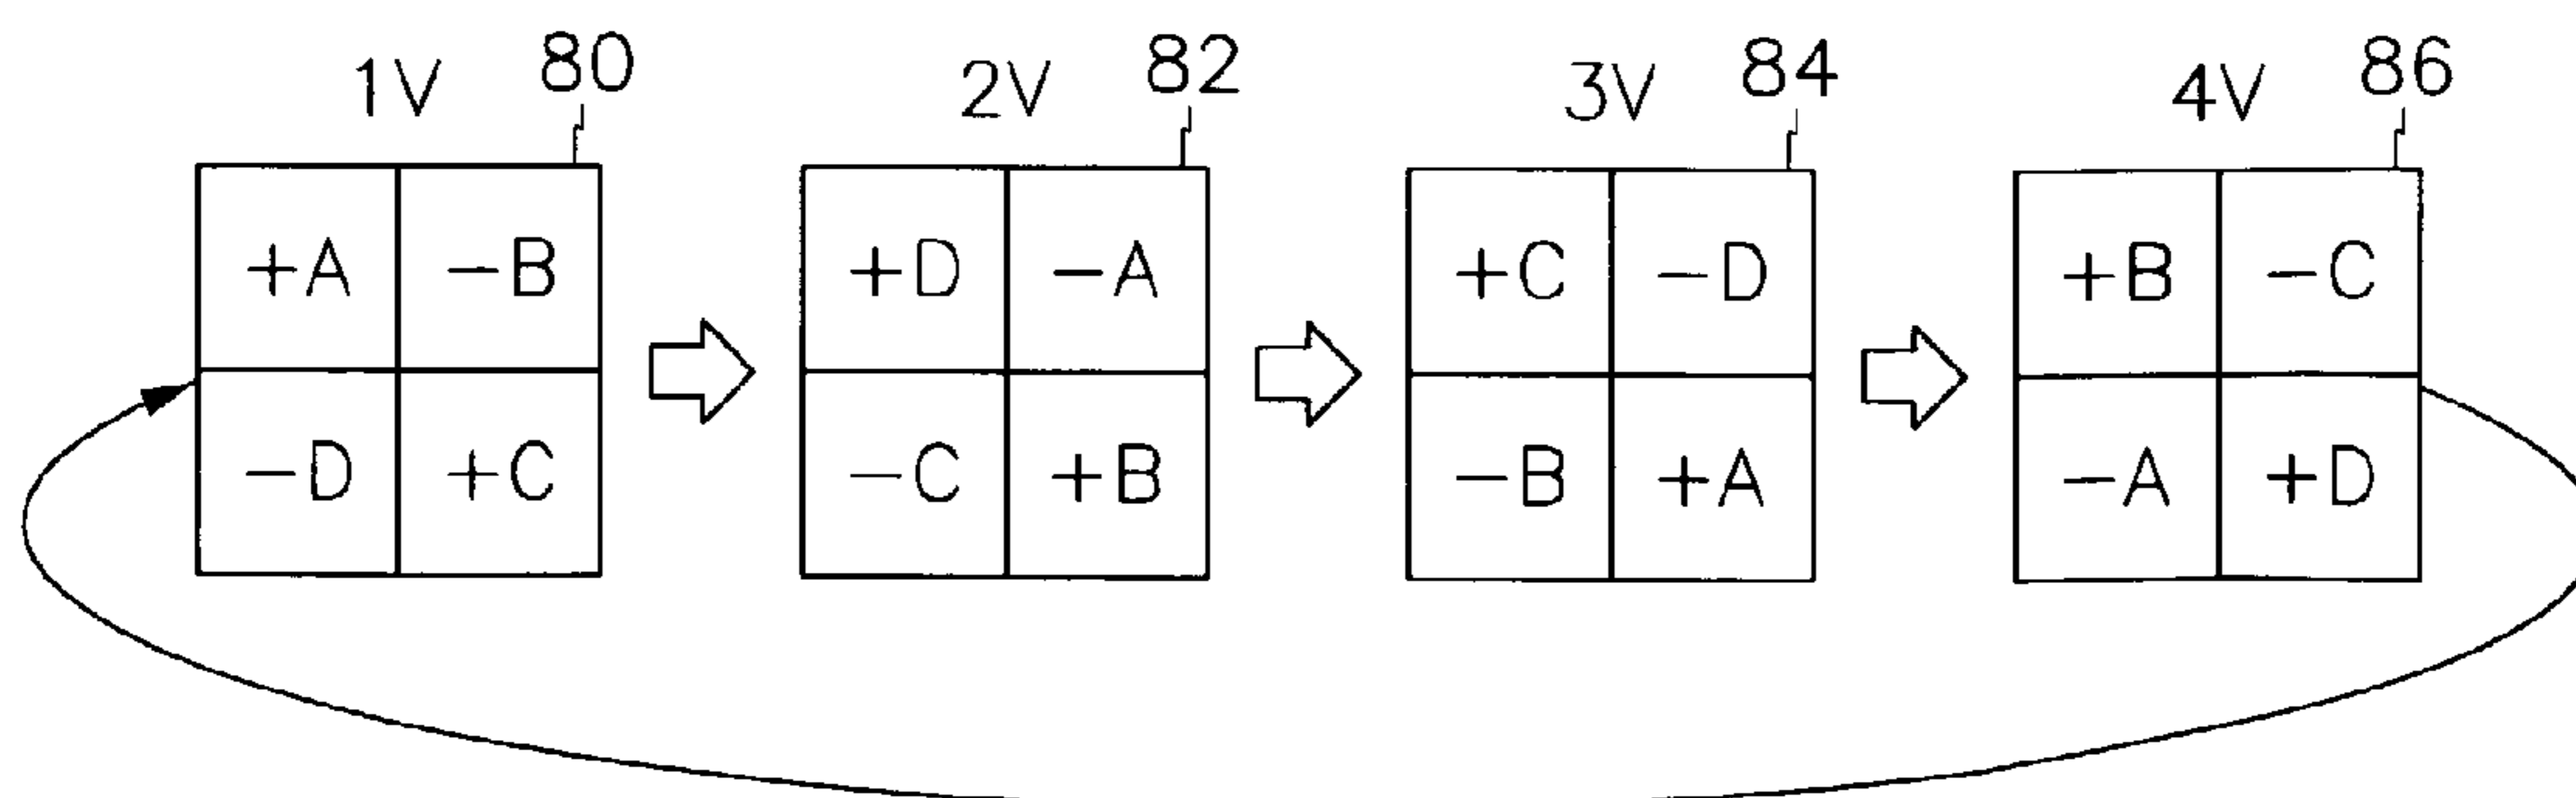 1V 80 2V 82 3V 84 4V 86
+A −B +D −A +C −D +B −C
−D +C −C +B −B +A −A +D